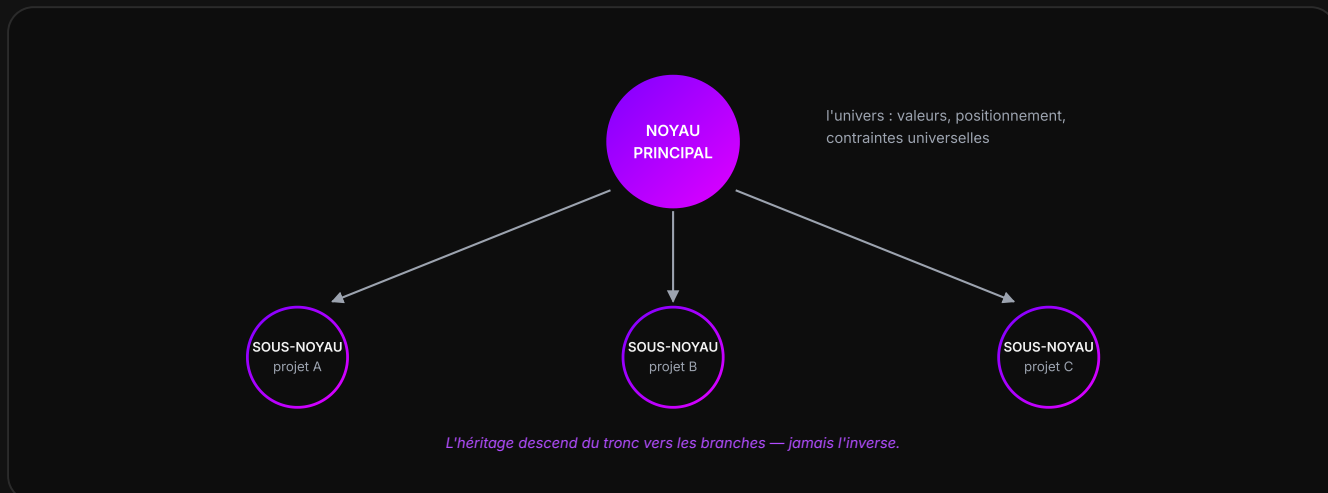 NOYAU
PRINCIPAL
l'univers : valeurs, positionnement,
contraintes universelles
SOUS-NOYAU
projet A
SOUS-NOYAU
projet B
SOUS-NOYAU
projet C
L'héritage descend du tronc vers les branches — jamais l'inverse.